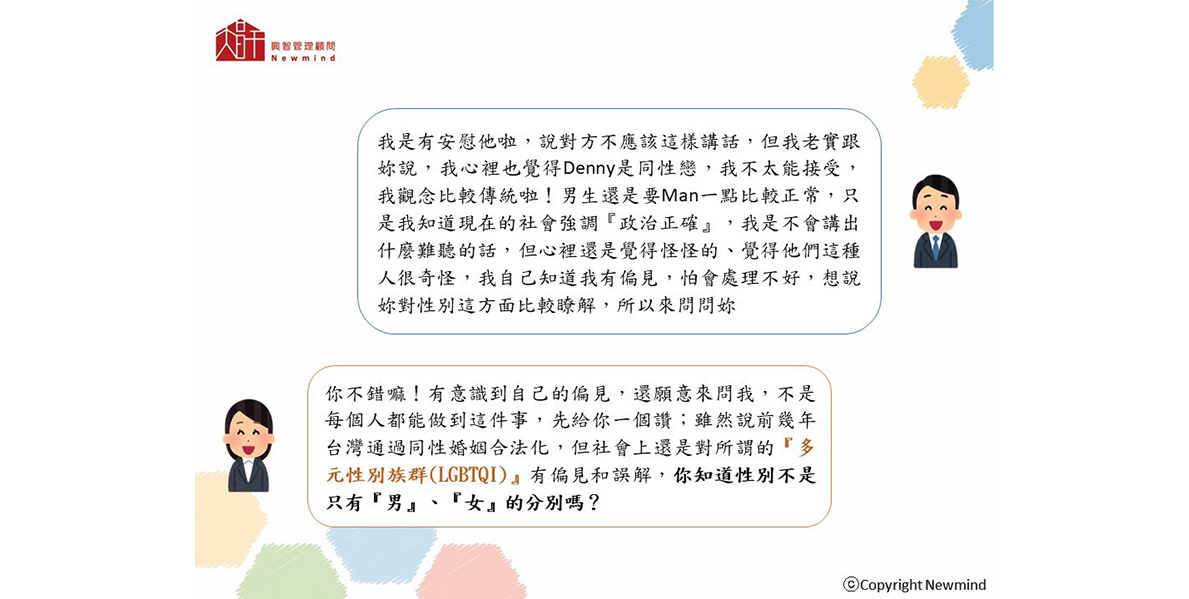 興智管理顧問
Newmind
我是有安慰他啦，說對方不應該這樣講話，但我老實跟
妳說，我心裡也覺得Denny是同性戀，我不太能接受，
我觀念比較傳統啦！男生還是要Man一點比較正常，只
是我知道現在的社會強調『政治正確』，我是不會講出
什麼難聽的話，但心裡還是覺得怪怪的、覺得他們這種
人很奇怪，我自己知道我有偏見，怕會處理不好，想說
妳對性別這方面比較瞭解，所以來問問妳
你不錯嘛！有意識到自己的偏見，還願意來問我，不是
每個人都能做到這件事，先給你一個讚；雖然說前幾年
台灣通過同性婚姻合法化，但社會上還是對所謂的『多
元性別族群(LGBTQI)』有偏見和誤解，你知道性別不是
只有『男』、『女』的分別嗎？
ⓒCopyright Newmind